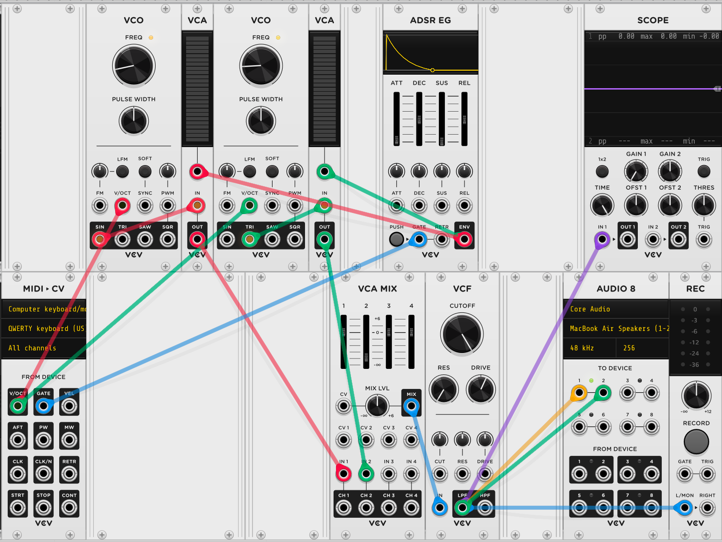 VCO VCA VCO VCA ADSR EG SCOPE
FREQ FREQ
1 pp 0.00 max 0.00 min -0.00
PULSE WIDTH PULSE WIDTH
ATT DEC SUS REL
2 pp --- max --- min ---
LFM SOFT LFM SOFT
1x2 GAIN 1 GAIN 2 TRIG
FM V/OCT SYNC PWM IN FM V/OCT SYNC PWM IN ATT DEC SUS REL
TIME OFST 1 OFST 2 THRES
SIN TRI SAW SQR OUT SIN TRI SAW SQR OUT PUSH GATE RETR ENV IN 1 OUT 1 IN 2 OUT 2 TRIG
VCV VCV VCV VCV
MIDI▸CV VCA MIX VCF AUDIO 8 REC
Computer keyboard/mo
QWERTY keyboard (US
All channels
1 2 3 4
CUTOFF
Core Audio
MacBook Air Speakers (1-2
48 kHz 256
0
-3
-6
-12
-24
-36
FROM DEVICE
V/OCT GATE VEL
AFT PW MW
CLK CLK/N RETR
STRT STOP CONT
VCV
+6
CV MIX LVL MIX
-∞ +6
CV 1 CV 2 CV 3 CV 4
IN 1 IN 2 IN 3 IN 4
CH 1 CH 2 CH 3 CH 4
VCV
RES DRIVE
CUT RES DRIVE
IN LPF HPF
VCV
TO DEVICE
1 2 3 4
5 6 7 8
FROM DEVICE
1 2 3 4
5 6 7 8
VCV
-∞ +12
RECORD
GATE TRIG
L/MON RIGHT
VCV